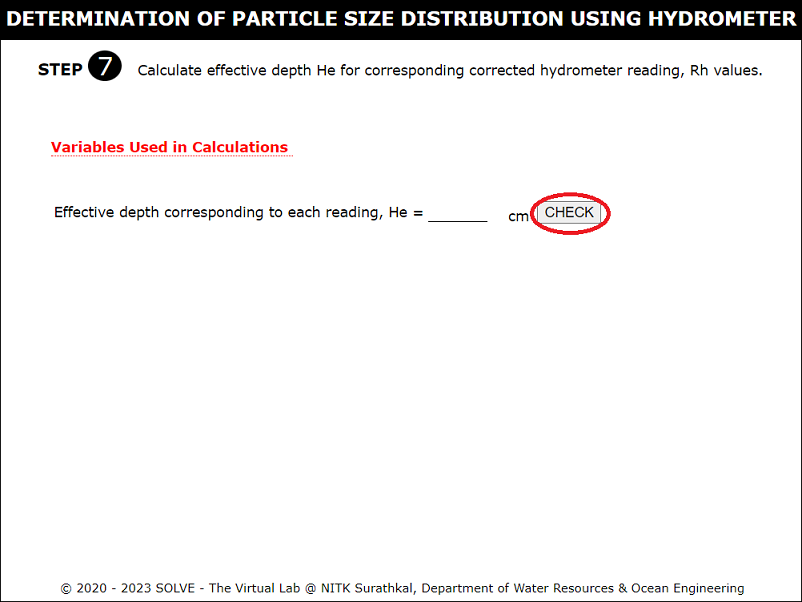 DETERMINATION OF PARTICLE SIZE DISTRIBUTION USING HYDROMETER
STEP 7 Calculate effective depth He for corresponding corrected hydrometer reading, Rh values.
Variables Used in Calculations
Effective depth corresponding to each reading, He = _______ cm CHECK
© 2020 - 2023 SOLVE - The Virtual Lab @ NITK Surathkal, Department of Water Resources & Ocean Engineering